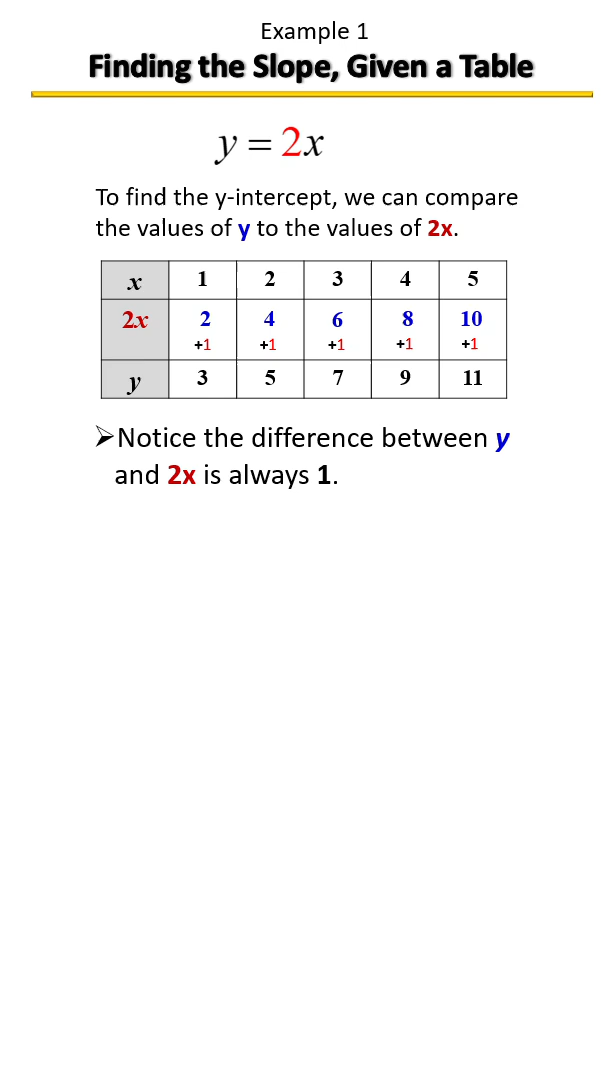 Example 1
Finding the Slope, Given a Table
y = 2x
To find the y-intercept, we can compare
the values of y to the values of 2x.
x 1 2 3 4 5
2x 2 4 6 8 10
+1 +1 +1 +1 +1
y 3 5 7 9 11
➢Notice the difference between y
and 2x is always 1.